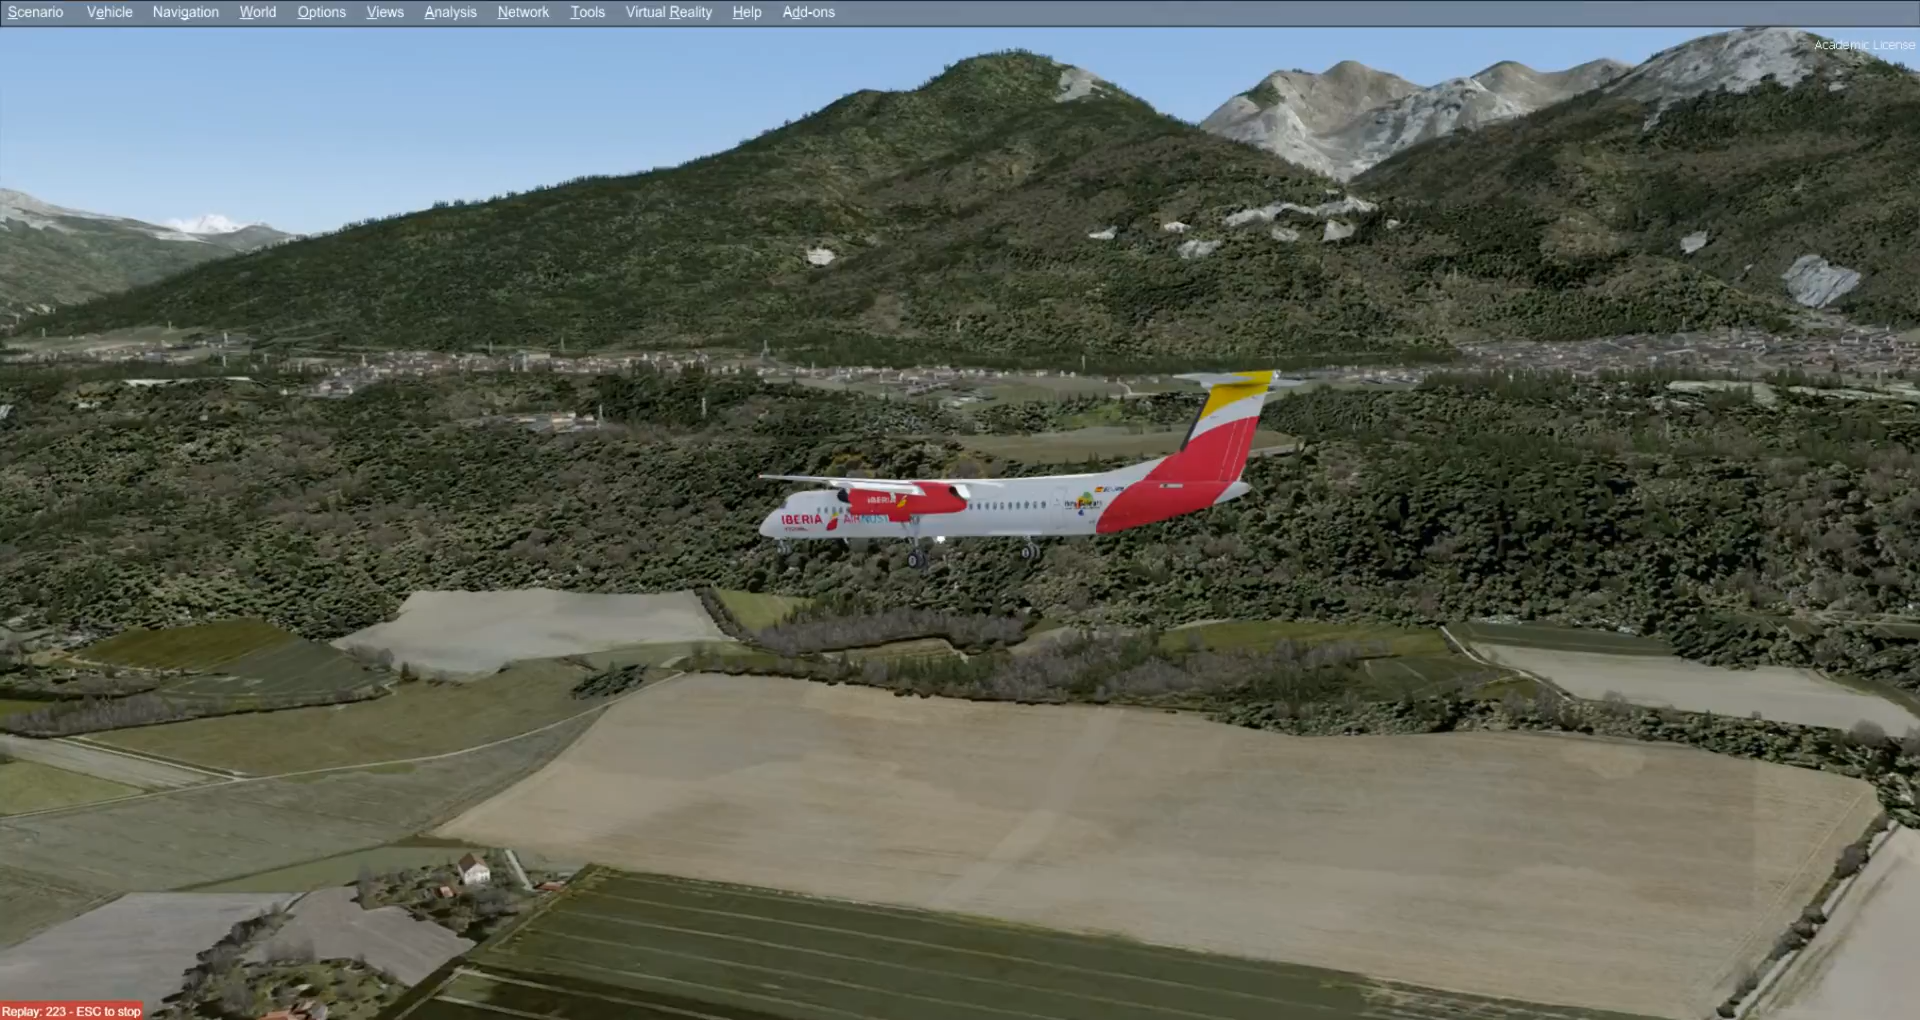 Scenario Vehicle Navigation World Options Views Analysis Network Tools Virtual Reality Help Add-ons
Academic License
IBERIA
IBERIA
Replay: 223 - ESC to stop